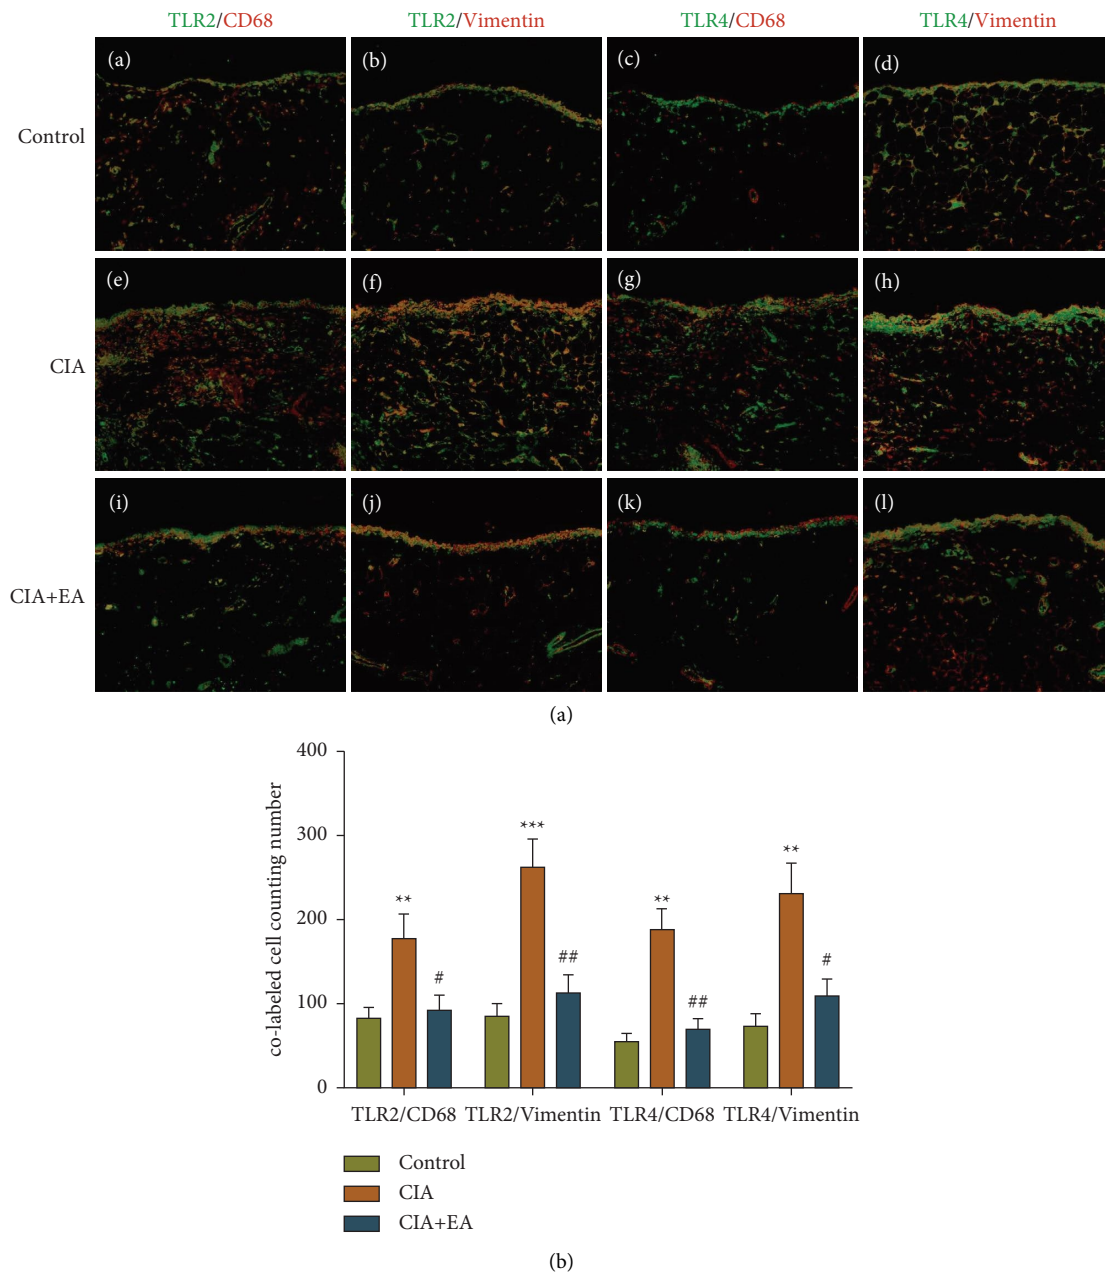 TLR2/CD68 TLR2/Vimentin TLR4/CD68 TLR4/Vimentin
Control
(a) (b) (c) (d)
CIA
(e) (f) (g) (h)
CIA+EA
(i) (j) (k) (l)
(a)
co-labeled cell counting number
400
300
200
100
0
** # *** ## ** ## ** #
TLR2/CD68 TLR2/Vimentin TLR4/CD68 TLR4/Vimentin
Control
CIA
CIA+EA
(b)